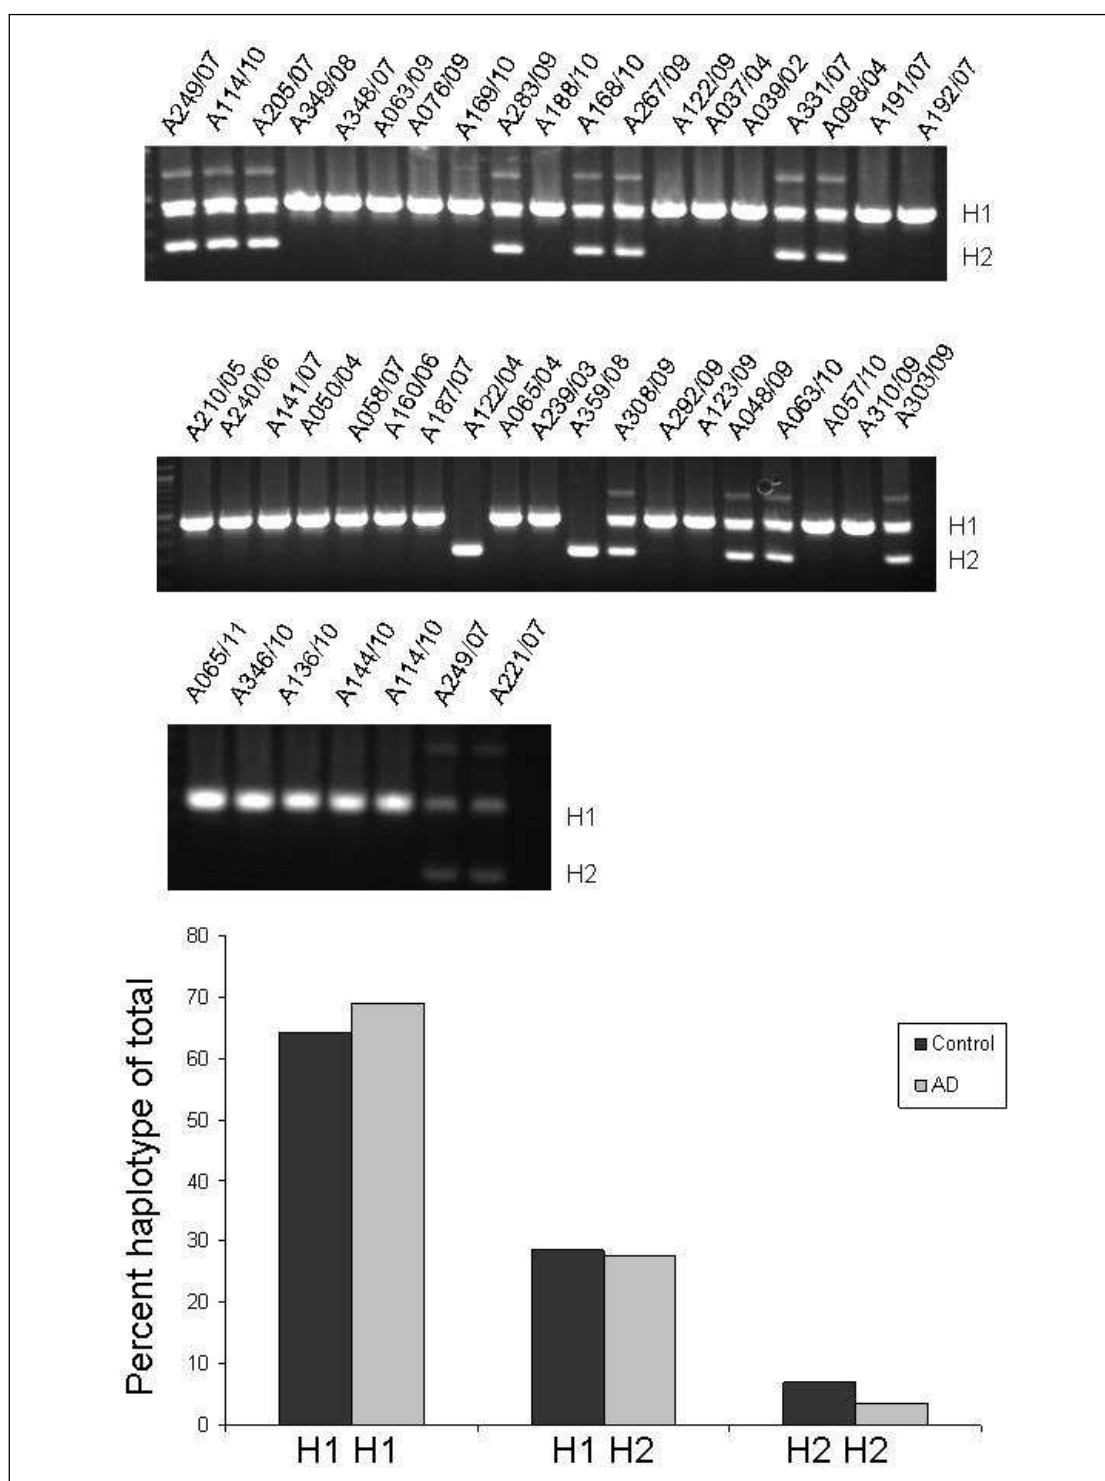 A249/07 A114/10 A205/07 A349/08 A348/07 A063/09 A076/09 A169/10 A283/09 A188/10 A168/10 A267/09 A122/09 A037/04 A039/02 A331/07 A098/04 A191/07 A192/07
H1
H2
A210/05 A240/06 A141/07 A050/04 A058/07 A160/06 A187/07 A122/04 A065/04 A239/03 A359/08 A308/09 A292/09 A123/09 A048/09 A063/10 A057/10 A310/09 A303/09
H1
H2
A065/11 A346/10 A136/10 A144/10 A114/10 A249/07 A221/07
H1
H2
Percent haplotype of total
80
70
60
50
40
30
20
10
0
Control
AD
H1 H1 H1 H2 H2 H2